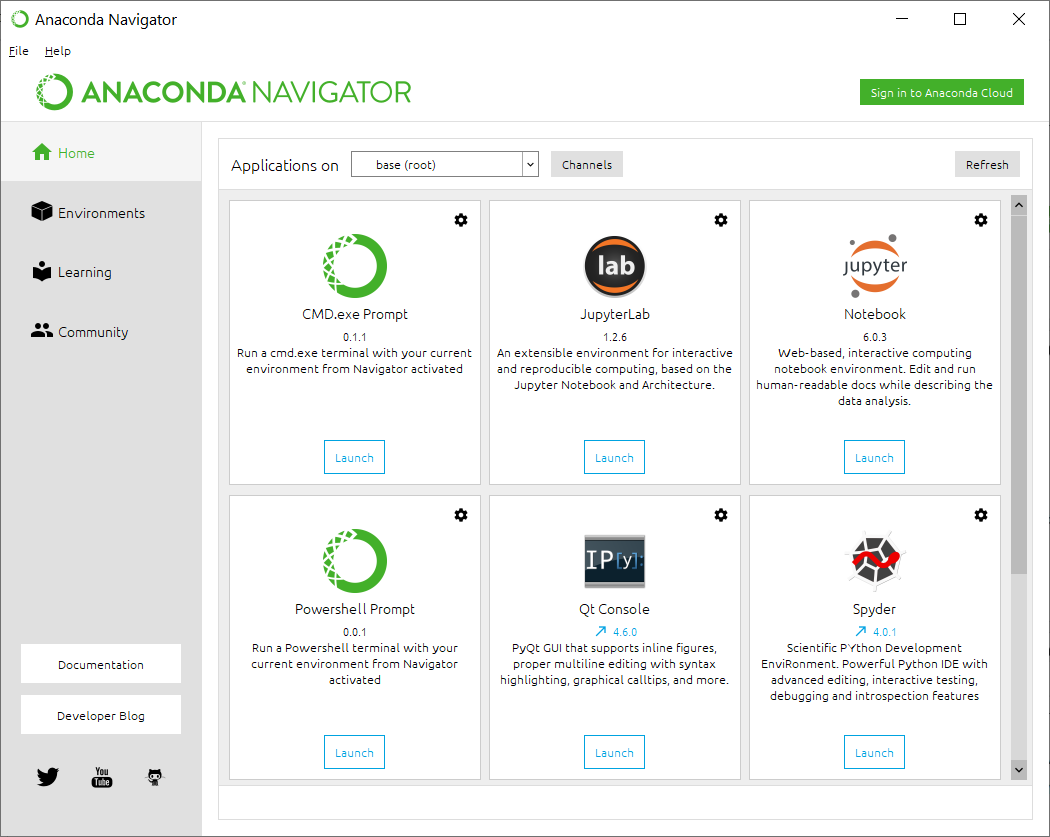 Anaconda Navigator
File Help
ANACONDA NAVIGATOR
Sign in to Anaconda Cloud
Home
Environments
Learning
Community
Documentation
Developer Blog
You
Tube
Applications on base (root) Channels Refresh
CMD.exe Prompt
0.1.1
Run a cmd.exe terminal with your current
environment from Navigator activated
Launch
lab
JupyterLab
1.2.6
An extensible environment for interactive
and reproducible computing, based on the
Jupyter Notebook and Architecture.
Launch
jupyter
Notebook
6.0.3
Web-based, interactive computing
notebook environment. Edit and run
human-readable docs while describing the
data analysis.
Launch
Powershell Prompt
0.0.1
Run a Powershell terminal with your
current environment from Navigator
activated
Launch
IP[y]:
Qt Console
4.6.0
PyQt GUI that supports inline figures,
proper multiline editing with syntax
highlighting, graphical calltips, and more.
Launch
Spyder
4.0.1
Scientific PYthon Development
EnviRonment. Powerful Python IDE with
advanced editing, interactive testing,
debugging and introspection features
Launch